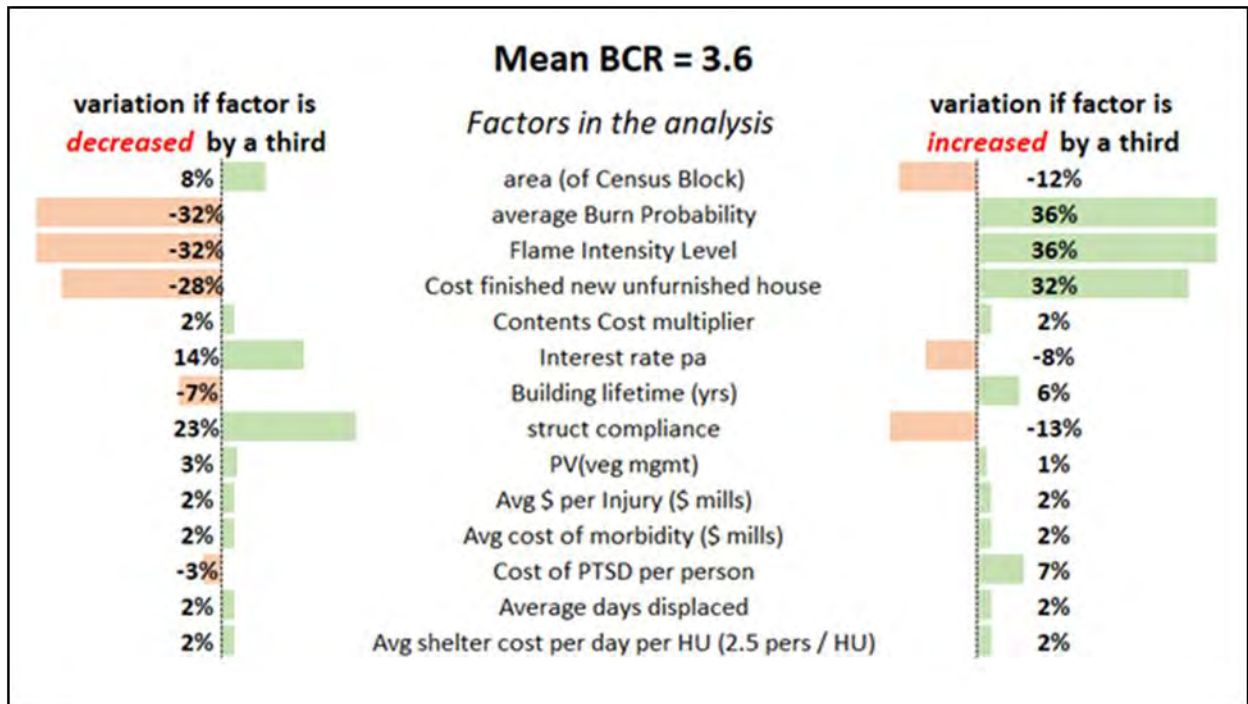 Mean BCR = 3.6
variation if factor is
decreased by a third
Factors in the analysis
variation if factor is
increased by a third
8% area (of Census Block) -12%
-32% average Burn Probability 36%
-32% Flame Intensity Level 36%
-28% Cost finished new unfurnished house 32%
2% Contents Cost multiplier 2%
14% Interest rate pa -8%
-7% Building lifetime (yrs) 6%
23% struct compliance -13%
3% PV(veg mgmt) 1%
2% Avg $ per Injury ($ mills) 2%
2% Avg cost of morbidity ($ mills) 2%
-3% Cost of PTSD per person 7%
2% Average days displaced 2%
2% Avg shelter cost per day per HU (2.5 pers / HU) 2%